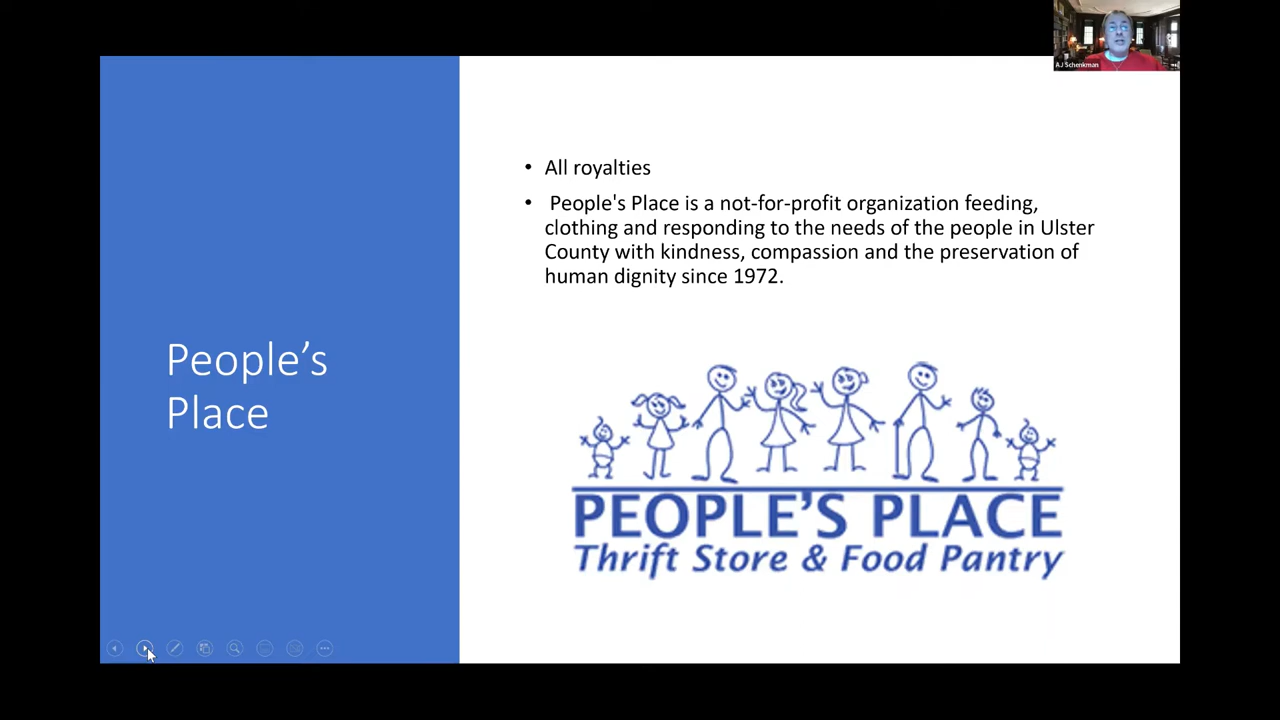 AJ Schenkman
• All royalties
• People's Place is a not-for-profit organization feeding,
clothing and responding to the needs of the people in Ulster
County with kindness, compassion and the preservation of
human dignity since 1972.
People’s
Place
PEOPLE’S PLACE
Thrift Store & Food Pantry